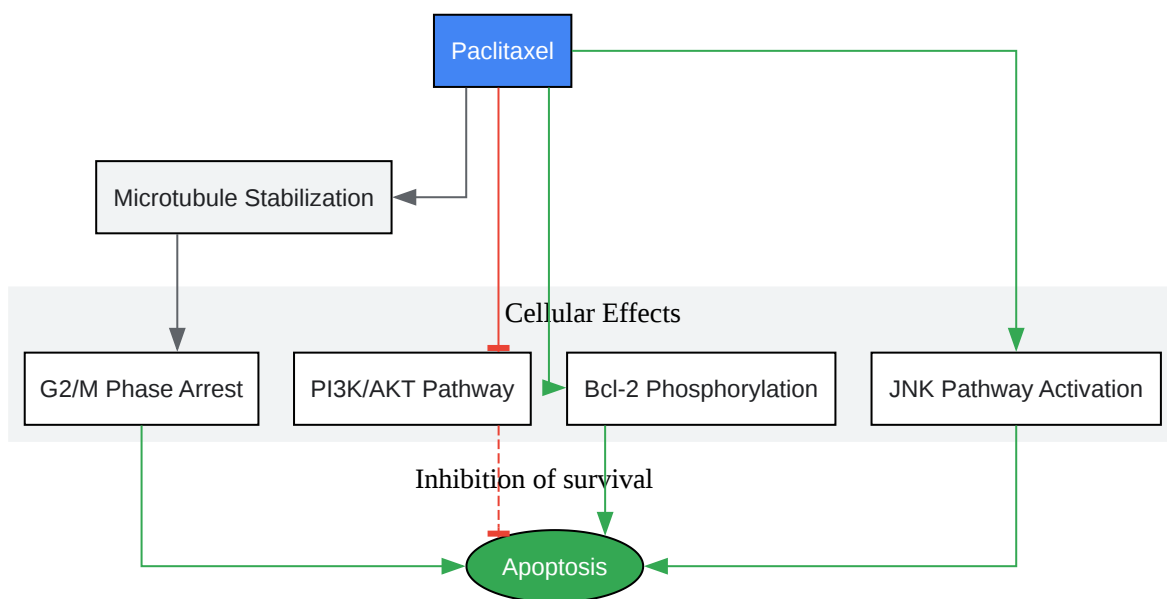 Paclitaxel
Microtubule Stabilization
Cellular Effects
G2/M Phase Arrest
PI3K/AKT Pathway
Bcl-2 Phosphorylation
JNK Pathway Activation
Inhibition of survival
Apoptosis